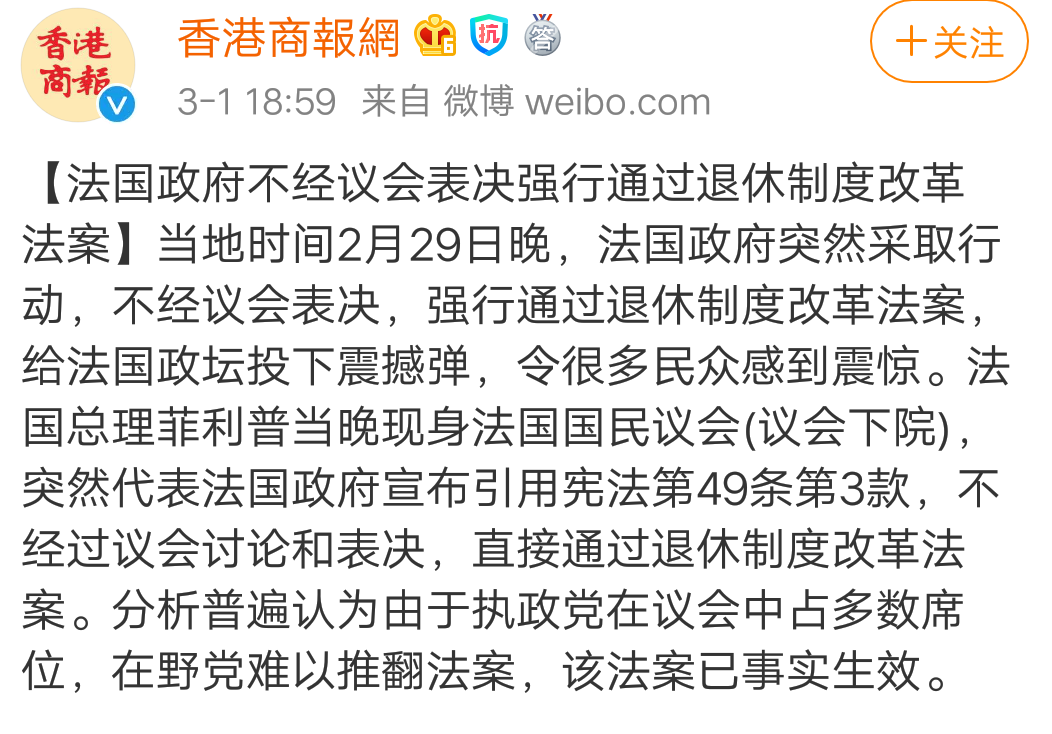 香港商報
香港商報網 6 抗 答
+关注
3-1 18:59 来自 微博 weibo.com
【法国政府不经议会表决强行通过退休制度改革
法案】当地时间2月29日晚，法国政府突然采取行
动，不经议会表决，强行通过退休制度改革法案，
给法国政坛投下震撼弹，令很多民众感到震惊。法
国总理菲利普当晚现身法国国民议会(议会下院)，
突然代表法国政府宣布引用宪法第49条第3款，不
经过议会讨论和表决，直接通过退休制度改革法
案。分析普遍认为由于执政党在议会中占多数席
位，在野党难以推翻法案，该法案已事实生效。